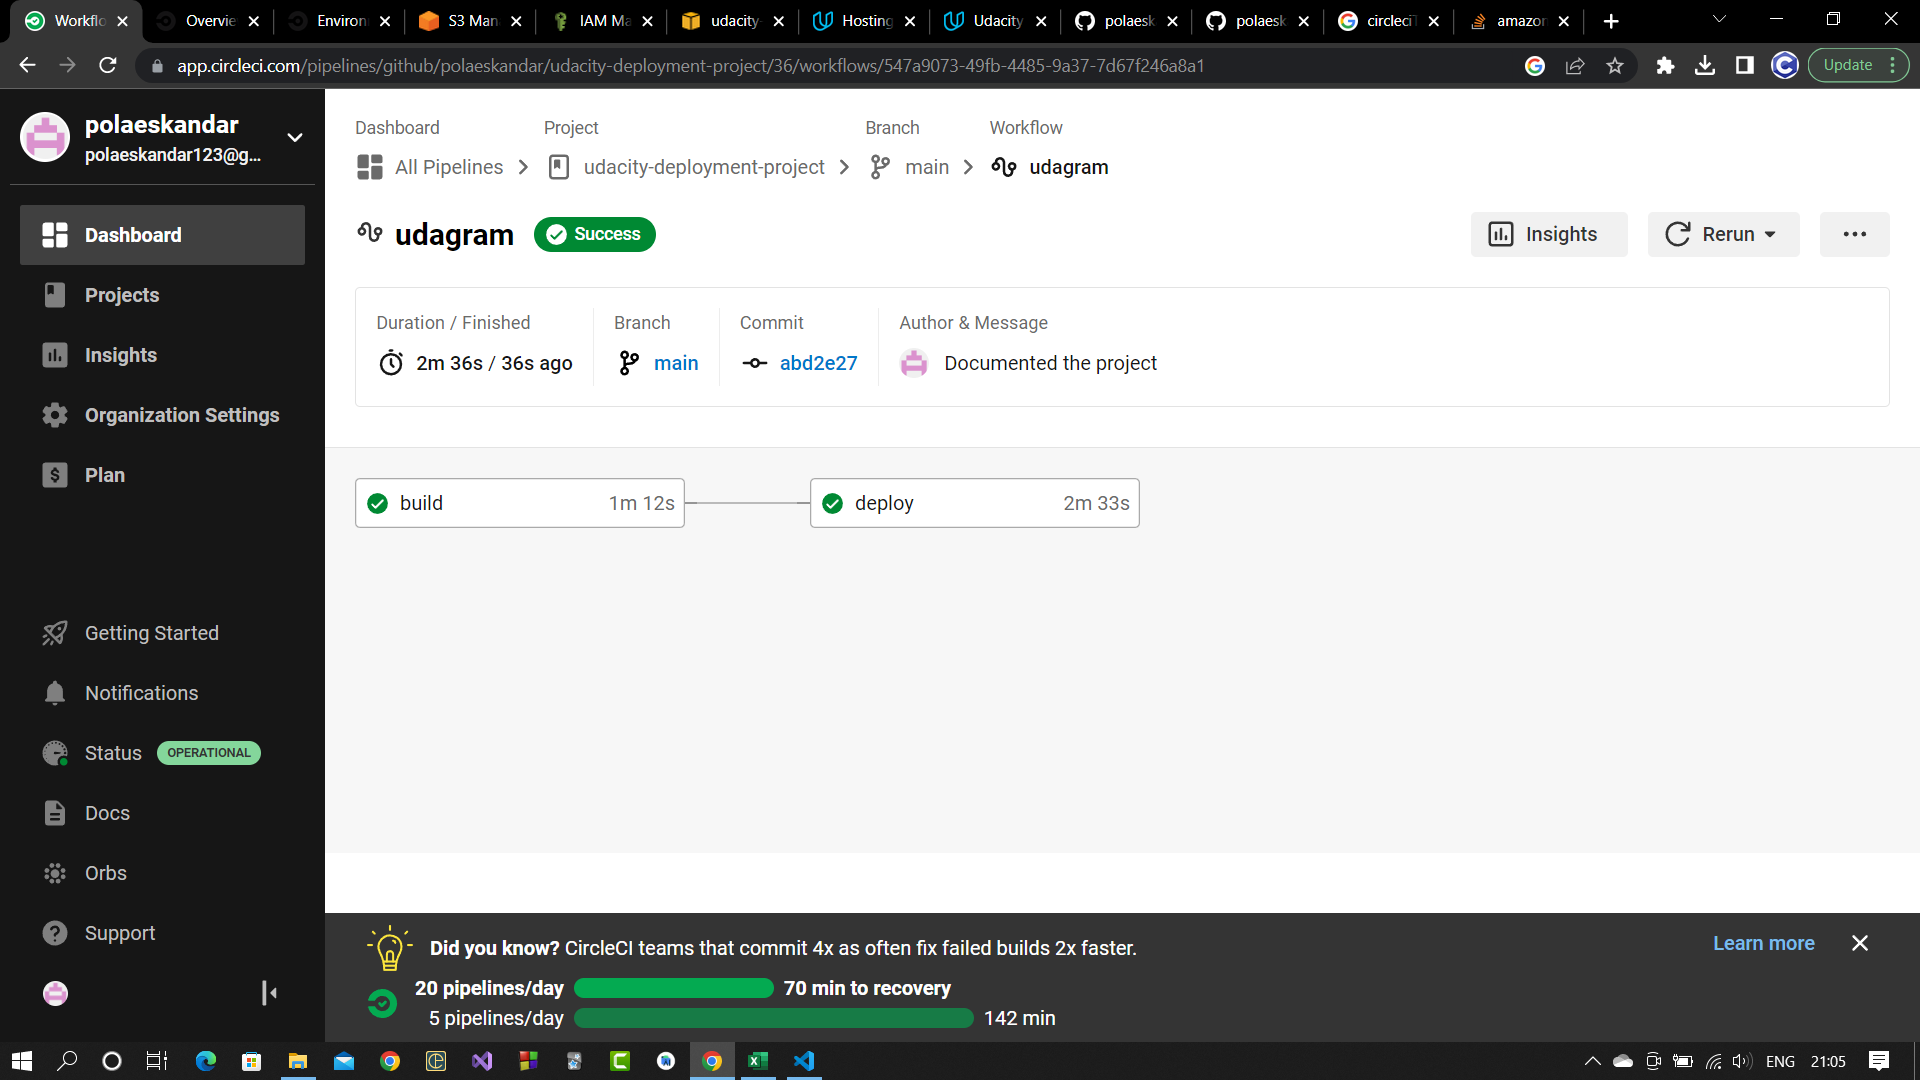 Workflo
Overvie
Environ
S3 Man
IAM Ma
udacity-
Hosting
Udacity
polaesk
polaesk
circleci
amazon
app.circleci.com/pipelines/github/polaeskandar/udacity-deployment-project/36/workflows/547a9073-49fb-4485-9a37-7d67f246a8a1
Update
polaeskandar
polaeskandar123@g...
Dashboard
Projects
Insights
Organization Settings
Plan
Getting Started
Notifications
Status OPERATIONAL
Docs
Orbs
Support
Dashboard Project Branch Workflow
All Pipelines udacity-deployment-project main udagram
udagram Success
Insights Rerun
Duration / Finished Branch Commit Author & Message
2m 36s / 36s ago main abd2e27 Documented the project
build 1m 12s deploy 2m 33s
Did you know? CircleCI teams that commit 4x as often fix failed builds 2x faster.
Learn more
20 pipelines/day 70 min to recovery
5 pipelines/day 142 min
ENG 21:05